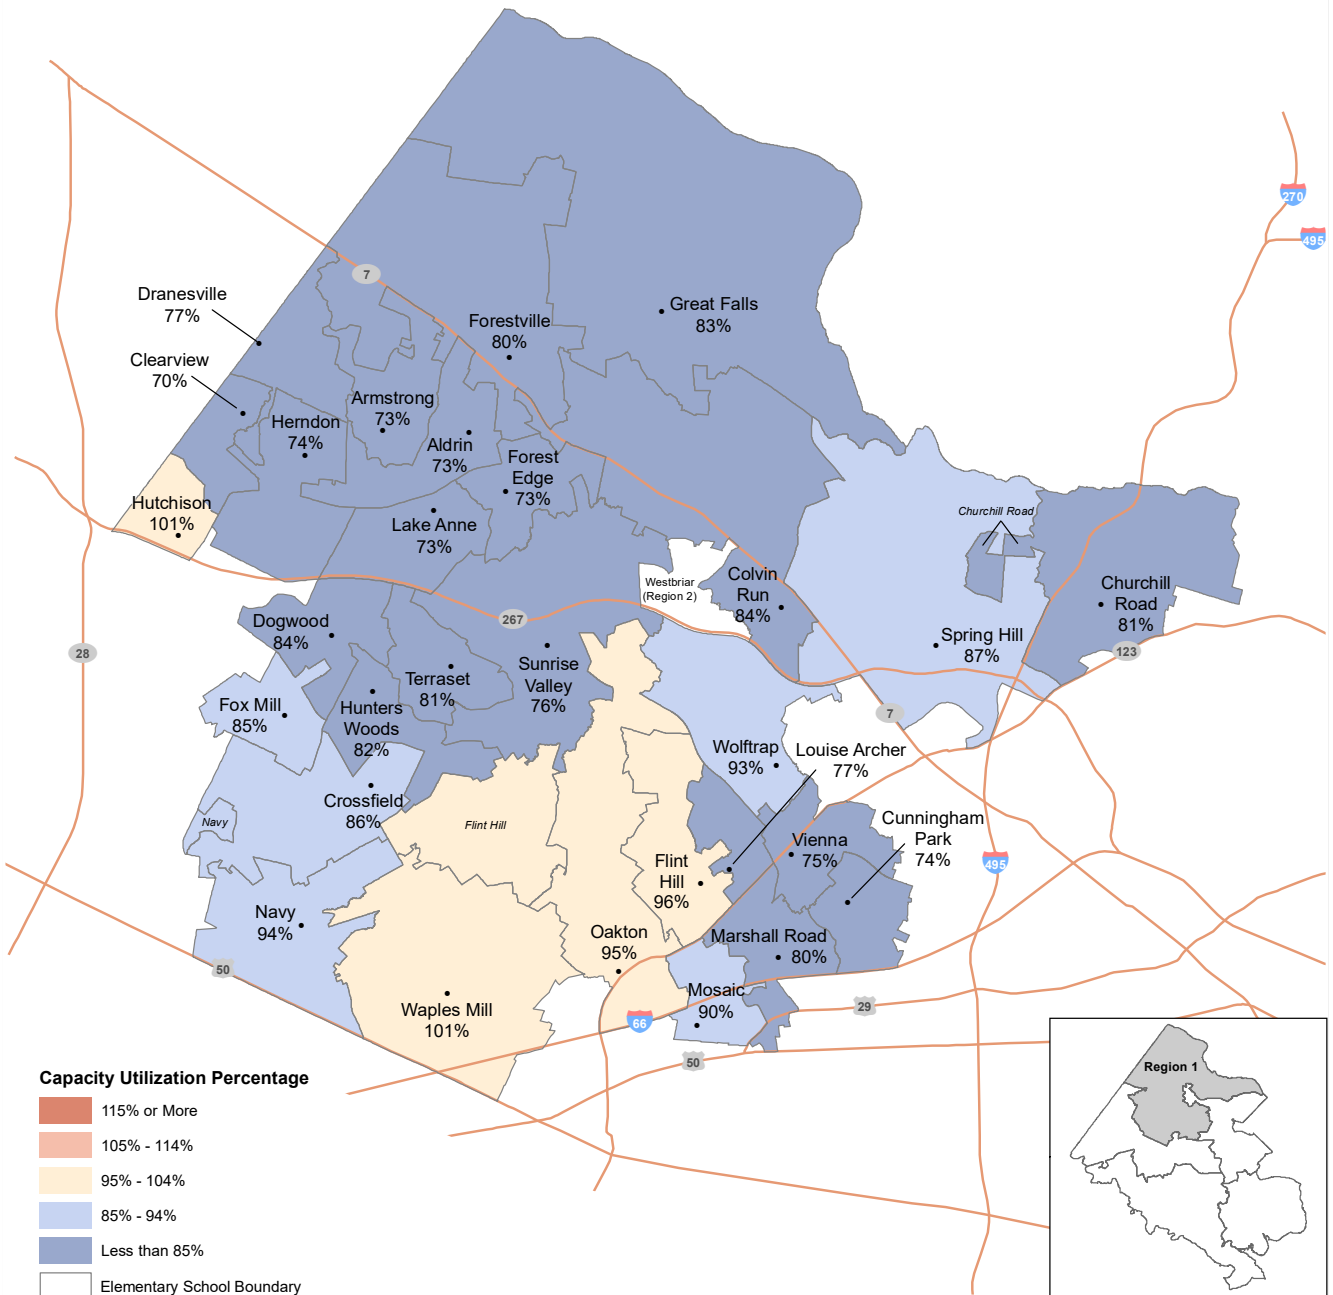 270
495
7
Dranesville
77%
Great Falls
83%
Forestville
80%
Clearview
70%
Armstrong
73%
Herndon
74%
Aldrin
73%
Forest
Edge
73%
Hutchison
101%
Lake Anne
73%
Churchill Road
Westbriar
(Region 2)
Colvin
Run
84%
Churchill
Road
81%
267
Dogwood
84%
28
Spring Hill
87%
123
Sunrise
Valley
76%
Terraset
81%
Fox Mill
85%
Hunters
Woods
82%
7
Wolftrap
93%
Louise Archer
77%
Crossfield
86%
Navy
Flint Hill
Cunningham
Park
74%
Vienna
75%
495
Flint
Hill
96%
Navy
94%
Oakton
95%
Marshall Road
80%
50
Mosaic
90%
Waples Mill
101%
66
29
50
Capacity Utilization Percentage
115% or More
105% - 114%
95% - 104%
85% - 94%
Less than 85%
Elementary School Boundary
Region 1